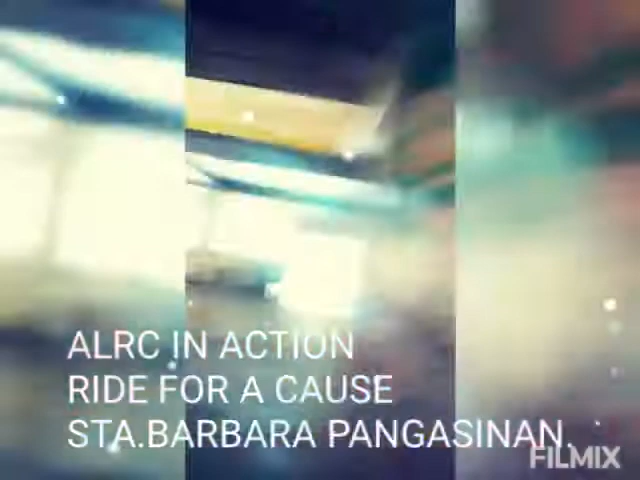 ALRC IN ACTION
RIDE FOR A CAUSE
STA.BARBARA PANGASINAN.
FILMIX